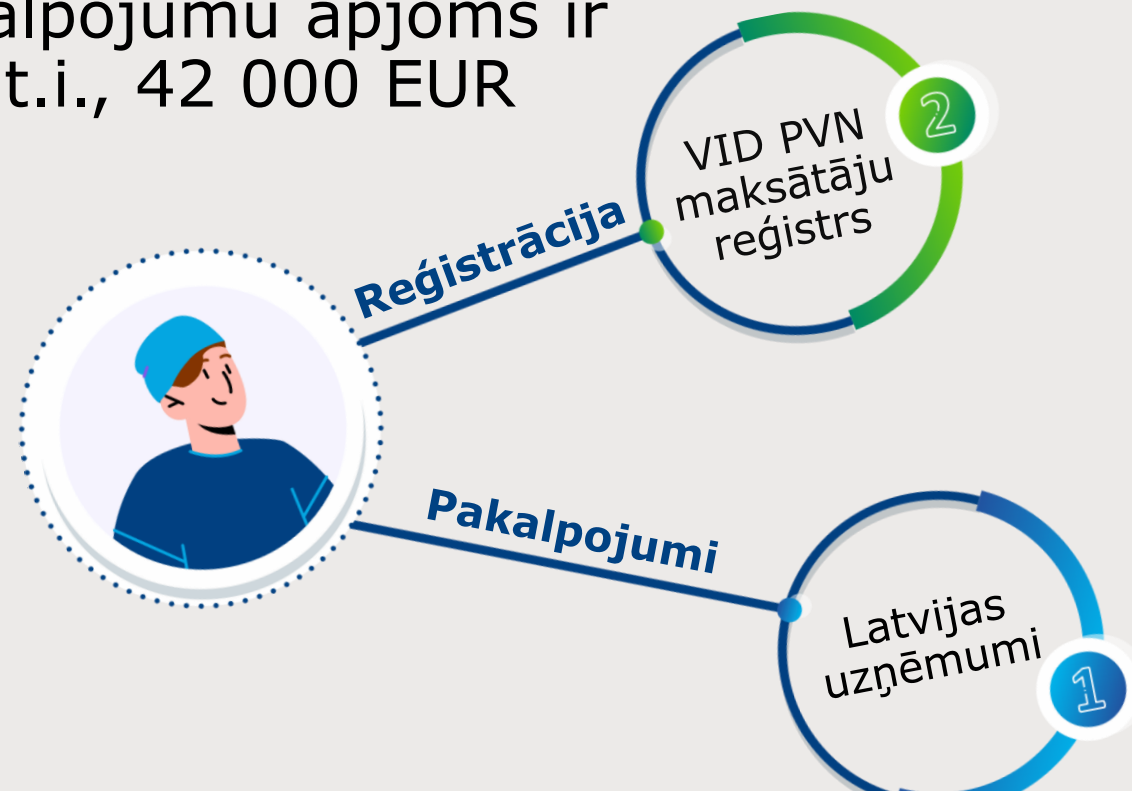 alpojumu apjoms ir
t.i., 42 000 EUR
2
VID PVN
maksātāju
reģistrs
Reģistrācija
Pakalpojumi
Latvijas
uzņēmumi
1